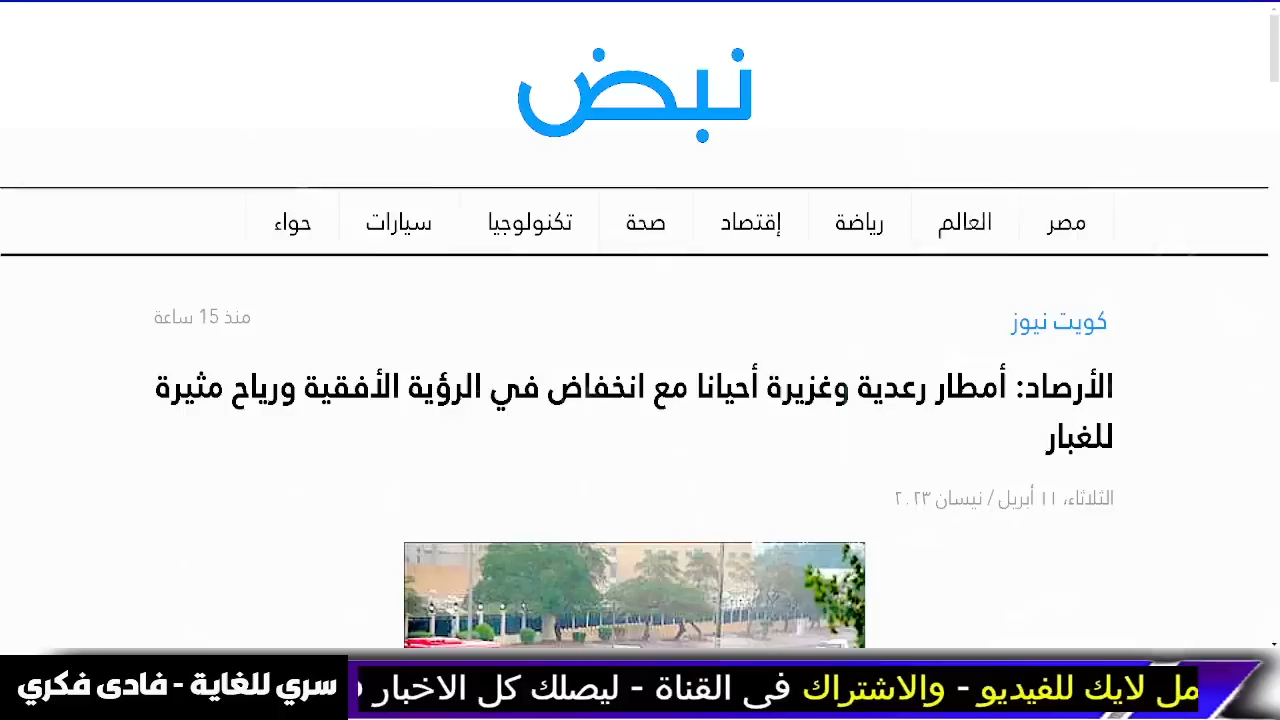 نبض
مصر العالم رياضة إقتصاد صحة تكنولوجيا سيارات حواء
كويت نيوز
منذ 15 ساعة
الأرصاد: أمطار رعدية وغزيرة أحيانا مع انخفاض في الرؤية الأفقية ورياح مثيرة
للغبار
الثلاثاء، ١١ أبريل / نيسان ٢٠٢٣
مل لايك للفيديو - والاشتراك فى القناة - ليصلك كل الاخبار
سري للغاية - فادى فكري